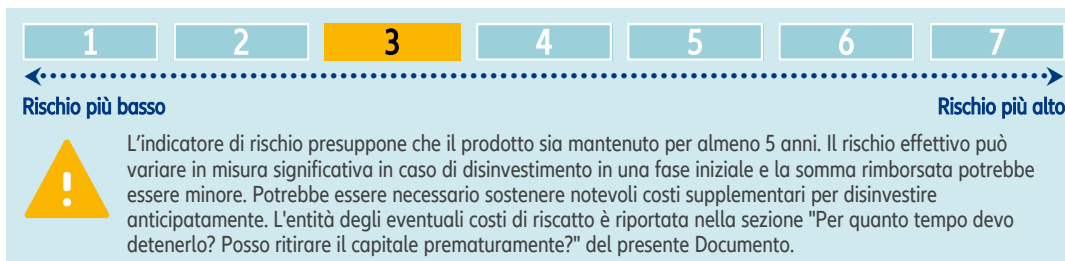 1 2 3 4 5 6 7
Rischio più basso Rischio più alto
L'indicatore di rischio presuppone che il prodotto sia mantenuto per almeno 5 anni. Il rischio effettivo può
variare in misura significativa in caso di disinvestimento in una fase iniziale e la somma rimborsata potrebbe
essere minore. Potrebbe essere necessario sostenere notevoli costi supplementari per disinvestire
anticipatamente. L'entità degli eventuali costi di riscatto è riportata nella sezione "Per quanto tempo devo
detenerlo? Posso ritirare il capitale prematuramente?" del presente Documento.